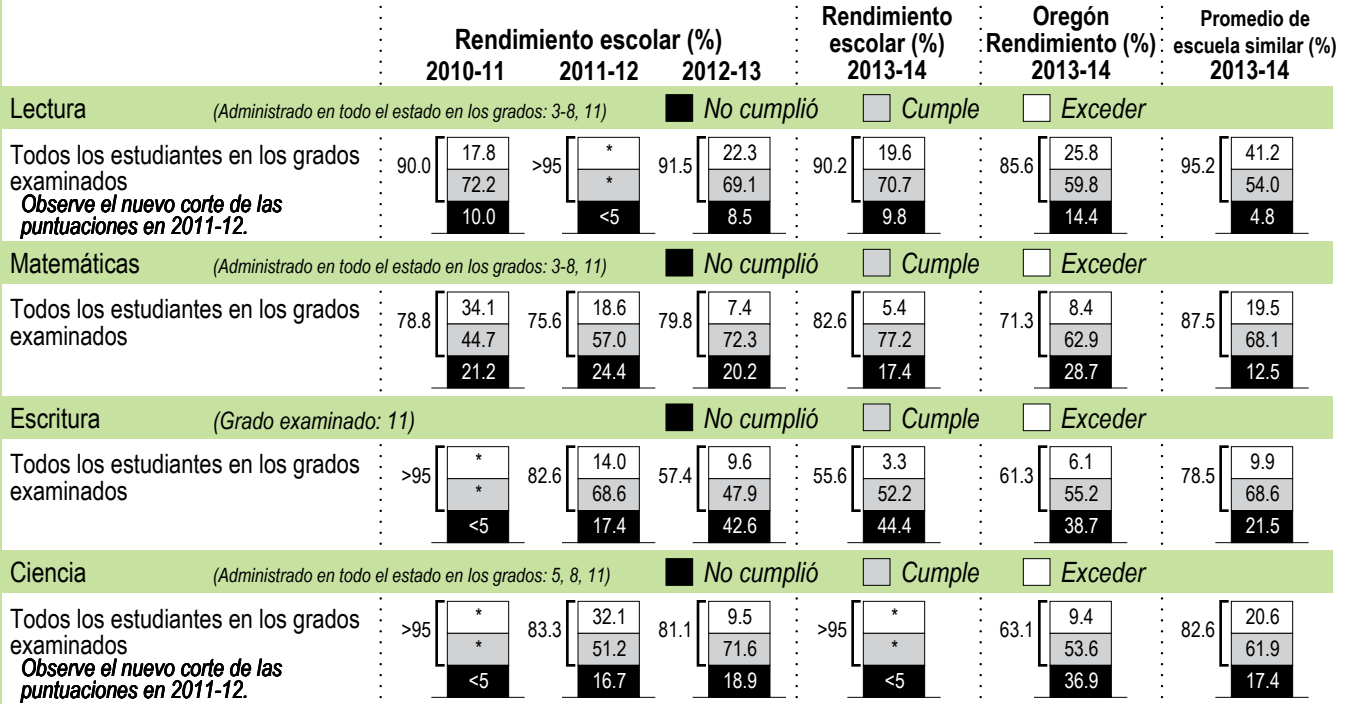 Rendimiento escolar (%)
2010-11 2011-12 2012-13
Rendimiento
escolar (%)
2013-14
Oregón
Rendimiento (%)
2013-14
Promedio de
escuela similar (%)
2013-14
Lectura (Administrado en todo el estado en los grados: 3-8, 11) No cumplió Cumple Exceder
Todos los estudiantes en los grados
examinados
Observe el nuevo corte de las
puntuaciones en 2011-12.
90.0 17.8 72.2 10.0
>95 * * <5
91.5 22.3 69.1 8.5
90.2 19.6 70.7 9.8
85.6 25.8 59.8 14.4
95.2 41.2 54.0 4.8
Matemáticas (Administrado en todo el estado en los grados: 3-8, 11) No cumplió Cumple Exceder
Todos los estudiantes en los grados
examinados
78.8 34.1 44.7 21.2
75.6 18.6 57.0 24.4
79.8 7.4 72.3 20.2
82.6 5.4 77.2 17.4
71.3 8.4 62.9 28.7
87.5 19.5 68.1 12.5
Escritura (Grado examinado: 11) No cumplió Cumple Exceder
Todos los estudiantes en los grados
examinados
>95 * * <5
82.6 14.0 68.6 17.4
57.4 9.6 47.9 42.6
55.6 3.3 52.2 44.4
61.3 6.1 55.2 38.7
78.5 9.9 68.6 21.5
Ciencia (Administrado en todo el estado en los grados: 5, 8, 11) No cumplió Cumple Exceder
Todos los estudiantes en los grados
examinados
Observe el nuevo corte de las
puntuaciones en 2011-12.
>95 * * <5
83.3 32.1 51.2 16.7
81.1 9.5 71.6 18.9
>95 * * <5
63.1 9.4 53.6 36.9
82.6 20.6 61.9 17.4